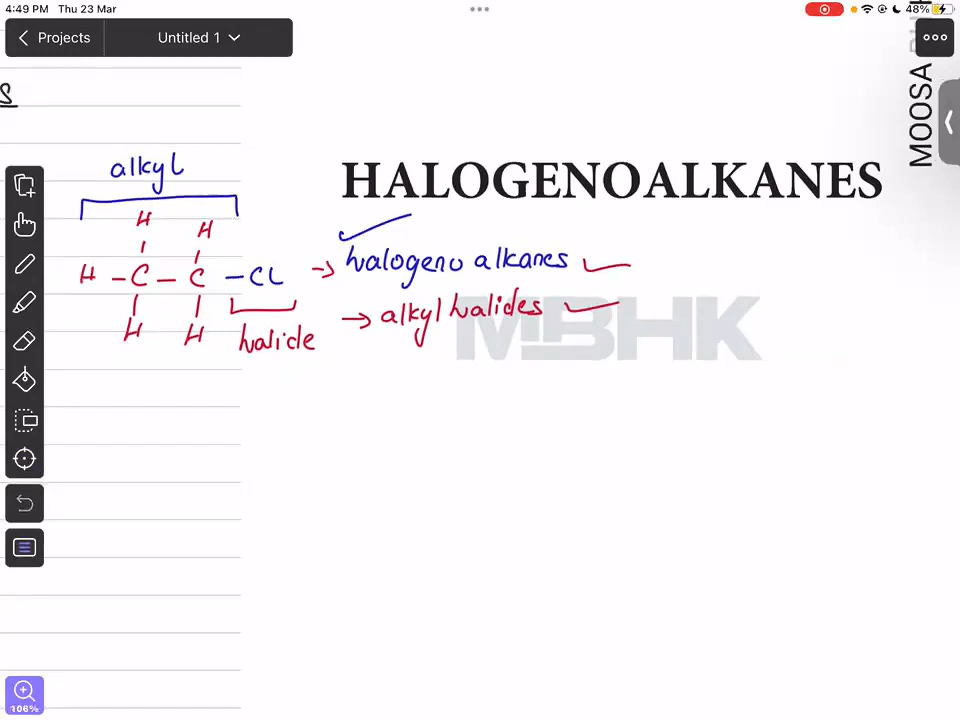 4:49 PM Thu 23 Mar
48%
Projects
Untitled 1
MOOSA
S
HALOGENOALKANES
alkyl
H H
H – C – C – CL → halogeno alkanes
→ alkyl halides
H H halide
MBHK
106%